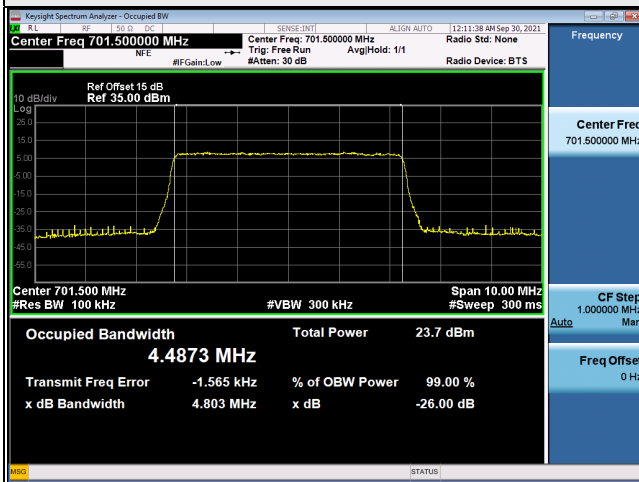 Keysight Spectrum Analyzer - Occupied BW
LXI RL RF 50 Ω DC SENSE:INT ALIGN AUTO 12:11:38 AM Sep 30, 2021
Center Freq 701.500000 MHz
NFE
#IFGain:Low
Center Freq: 701.500000 MHz
Trig: Free Run Avg|Hold: 1/1
#Atten: 30 dB
Radio Std: None
Radio Device: BTS
Frequency
Ref Offset 15 dB
10 dB/div Ref 35.00 dBm
Log
25.0
15.0
5.00
-5.00
-15.0
-25.0
-35.0
-45.0
-55.0
Center 701.500 MHz Span 10.00 MHz
#Res BW 100 kHz #VBW 300 kHz #Sweep 300 ms
Occupied Bandwidth Total Power 23.7 dBm
4.4873 MHz
Transmit Freq Error -1.565 kHz % of OBW Power 99.00 %
x dB Bandwidth 4.803 MHz x dB -26.00 dB
Center Freq
701.500000 MHz
CF Step
1.000000 MHz
Auto Man
Freq Offset
0 Hz
MSG STATUS